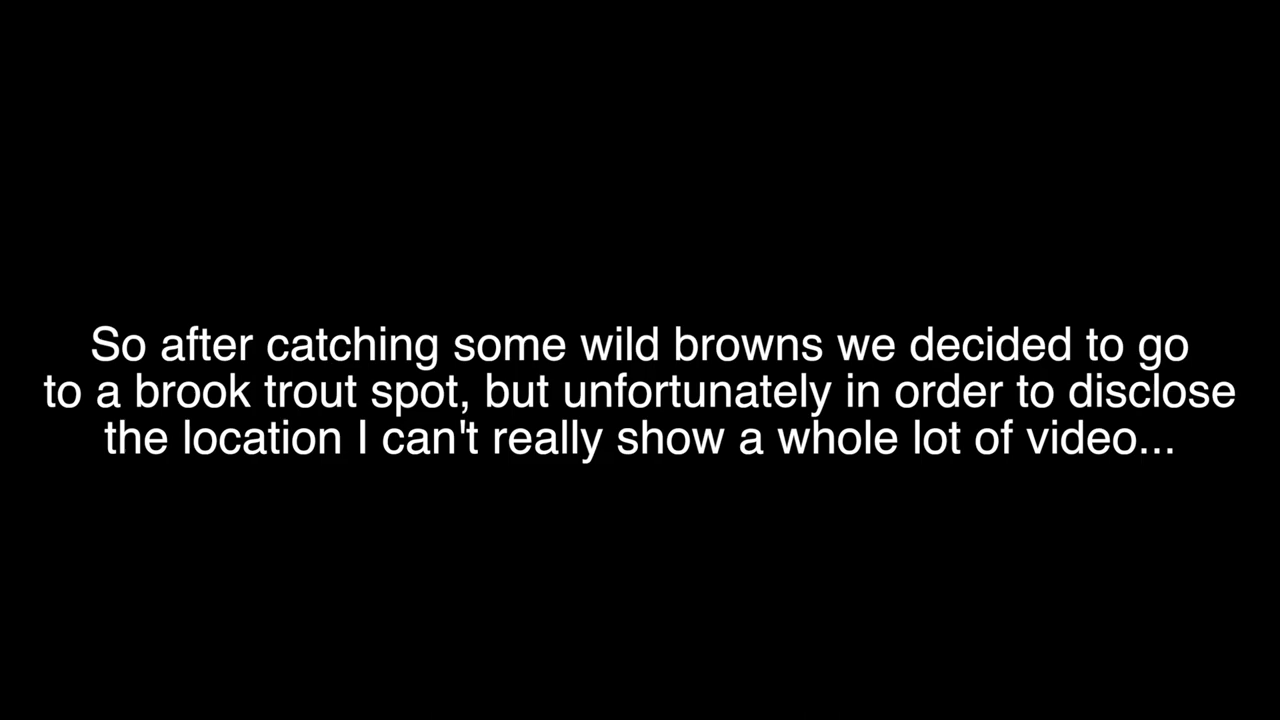 So after catching some wild browns we decided to go
to a brook trout spot, but unfortunately in order to disclose
the location I can't really show a whole lot of video...